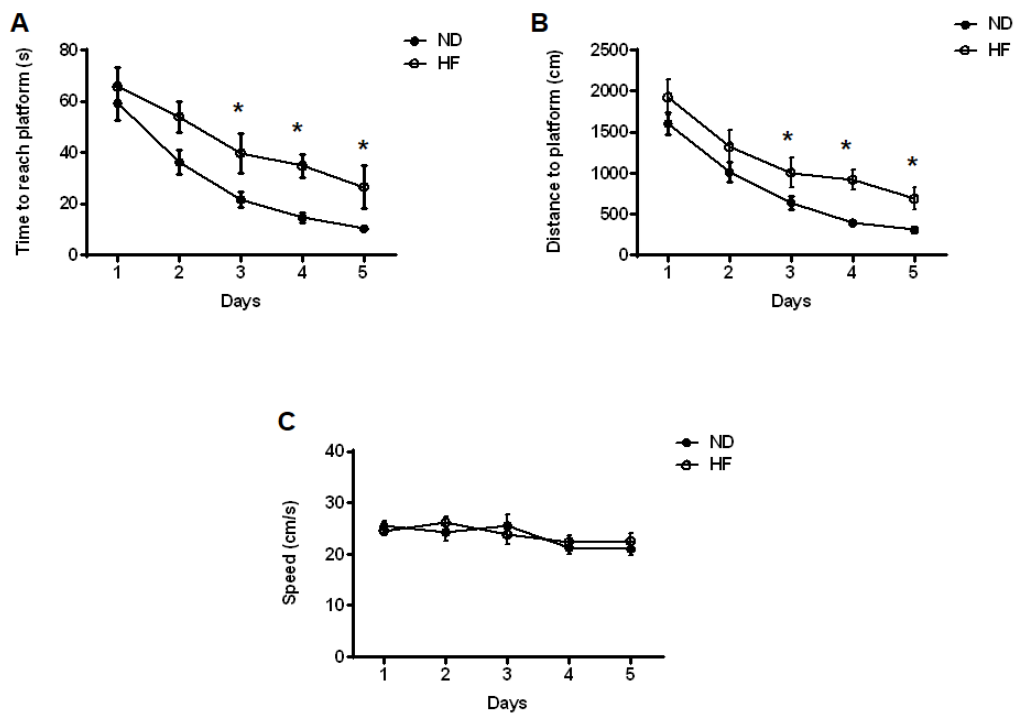 A
ND
HF
Time to reach platform (s)
80
60
40
20
0
* * *
1 2 3 4 5
Days
B
ND
HF
Distance to platform (cm)
2500
2000
1500
1000
500
0
* * *
1 2 3 4 5
Days
C
ND
HF
Speed (cm/s)
40
30
20
10
0
1 2 3 4 5
Days